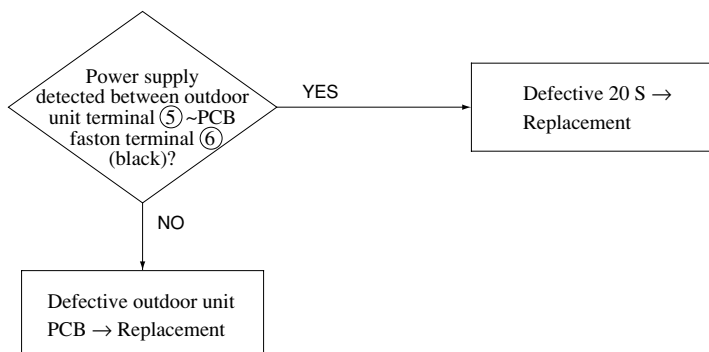 Power supply
detected between outdoor
unit terminal ⑤ ~PCB
faston terminal ⑥
(black)?
YES
Defective 20 S →
Replacement
NO
Defective outdoor unit
PCB → Replacement